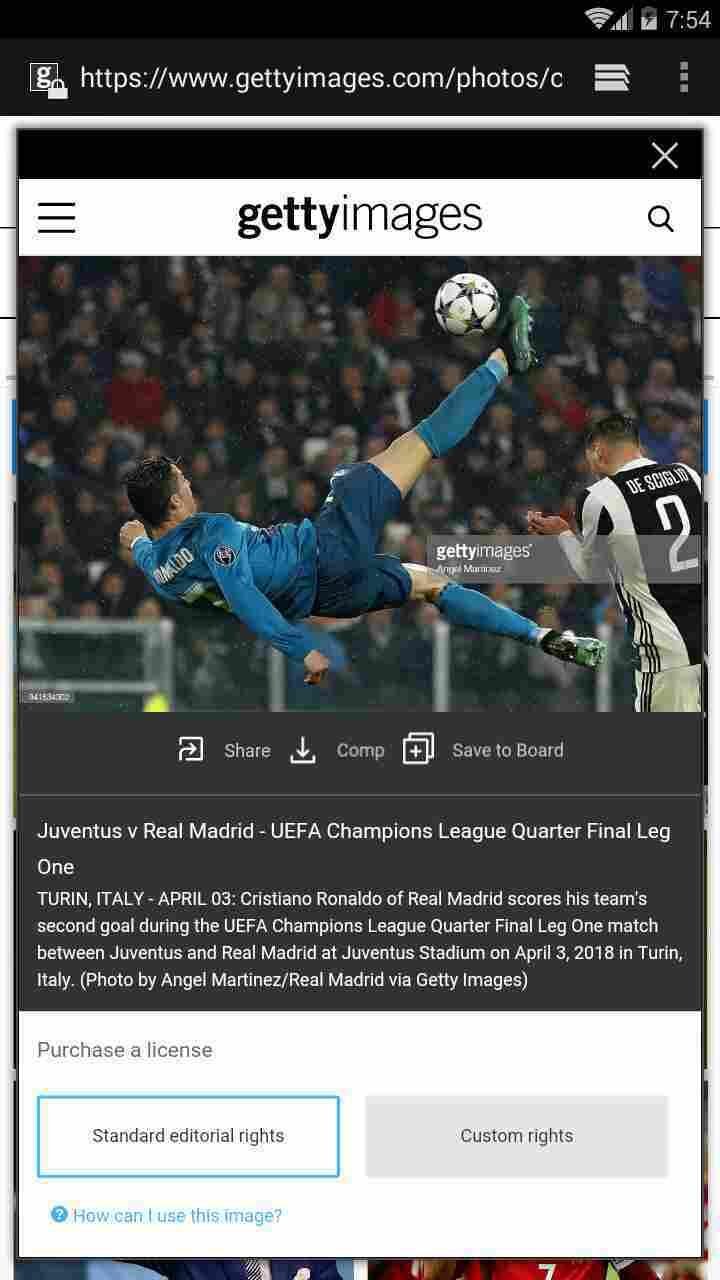 7:54
g
https://www.gettyimages.com/photos/c
gettyimages
DE SCIGLIO
2
RONALDO
gettyimages
Angel Martinez
Share
Comp
Save to Board
Juventus v Real Madrid - UEFA Champions League Quarter Final Leg
One
TURIN, ITALY - APRIL 03: Cristiano Ronaldo of Real Madrid scores his team's
second goal during the UEFA Champions League Quarter Final Leg One match
between Juventus and Real Madrid at Juventus Stadium on April 3, 2018 in Turin,
Italy. (Photo by Angel Martinez/Real Madrid via Getty Images)
Purchase a license
Standard editorial rights
Custom rights
? How can I use this image?
7